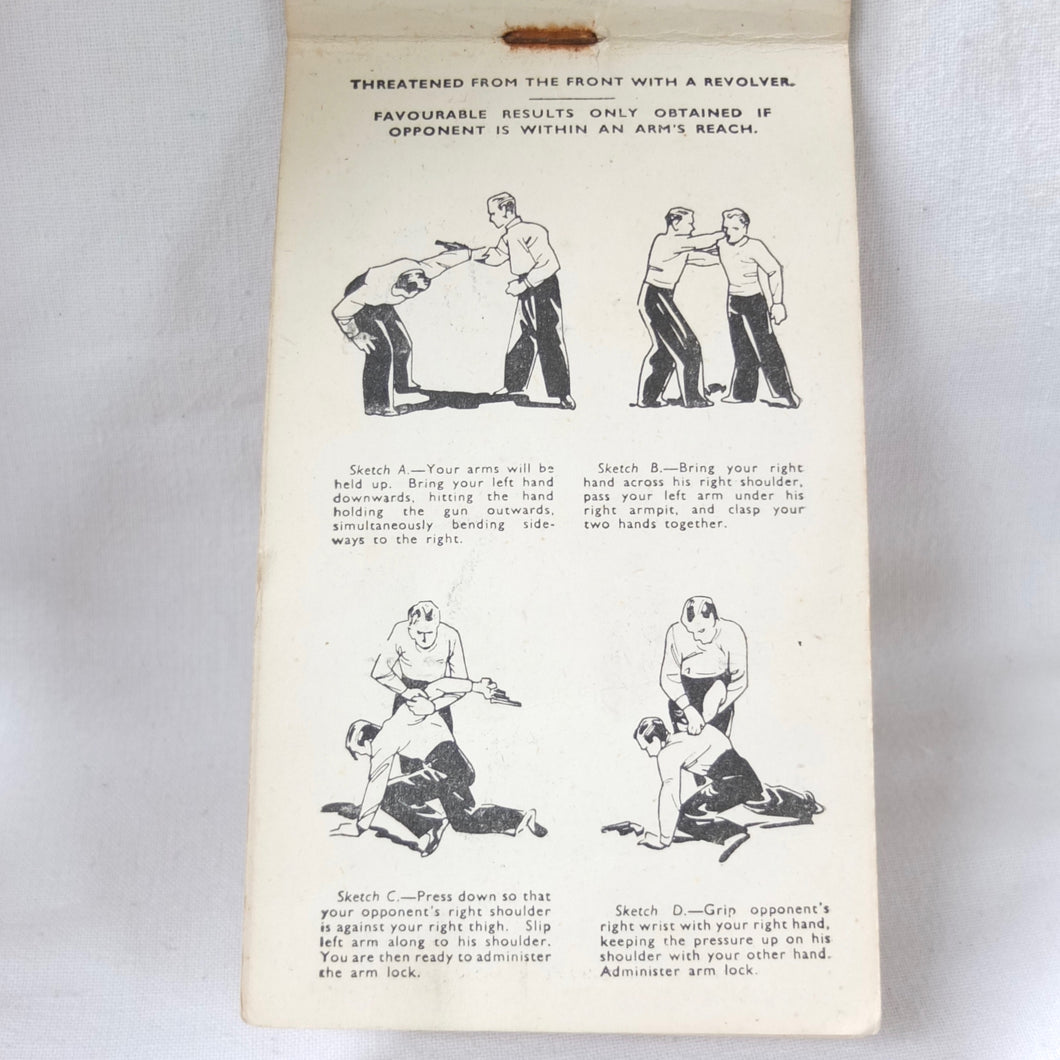 THREATENED FROM THE FRONT WITH A REVOLVER.
FAVOURABLE RESULTS ONLY OBTAINED IF
OPPONENT IS WITHIN AN ARM'S REACH.
Sketch A.—Your arms will be
held up. Bring your left hand
downwards, hitting the hand
holding the gun outwards,
simultaneously bending side-
ways to the right.
Sketch B.—Bring your right
hand across his right shoulder,
pass your left arm under his
right armpit, and clasp your
two hands together.
Sketch C.—Press down so that
your opponent's right shoulder
is against your right thigh. Slip
left arm along to his shoulder.
You are then ready to administer
the arm lock.
Sketch D.—Grip opponent's
right wrist with your right hand,
keeping the pressure up on his
shoulder with your other hand.
Administer arm lock.